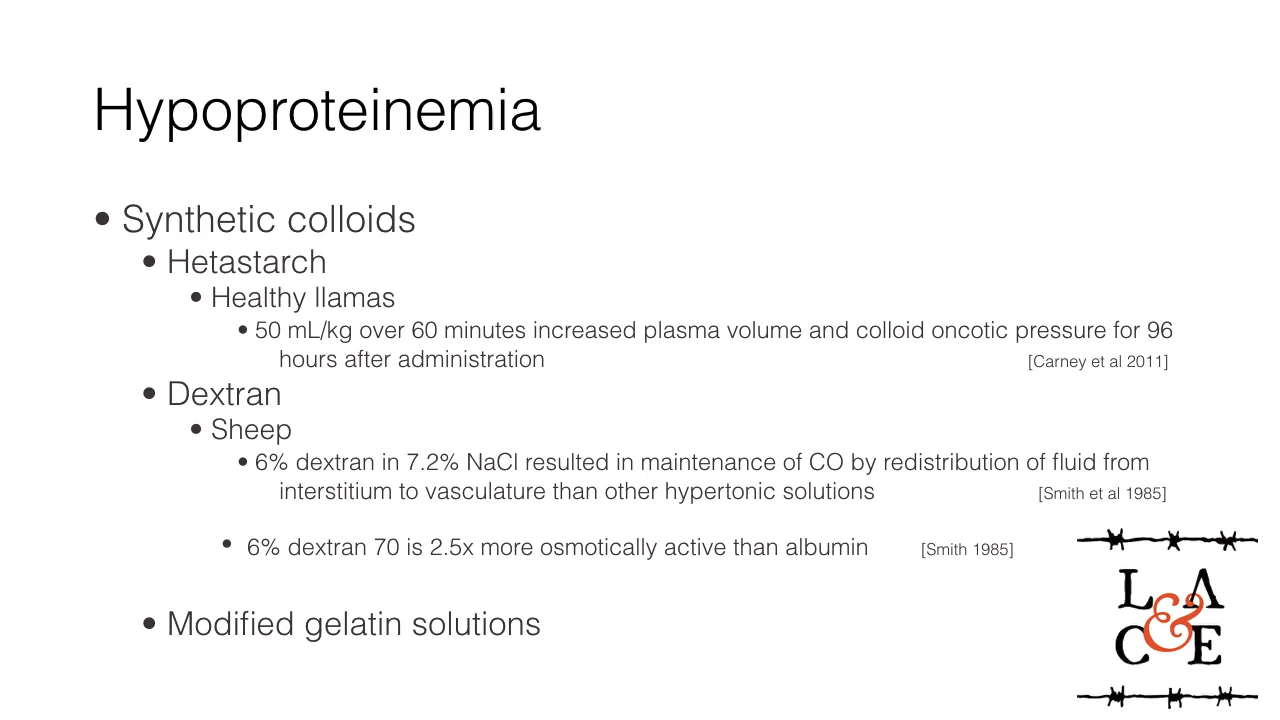 Hypoproteinemia
• Synthetic colloids
• Hetastarch
• Healthy llamas
• 50 mL/kg over 60 minutes increased plasma volume and colloid oncotic pressure for 96
hours after administration [Carney et al 2011]
• Dextran
• Sheep
• 6% dextran in 7.2% NaCl resulted in maintenance of CO by redistribution of fluid from
interstitium to vasculature than other hypertonic solutions [Smith et al 1985]
• 6% dextran 70 is 2.5x more osmotically active than albumin [Smith 1985]
• Modified gelatin solutions
L A
&
C E